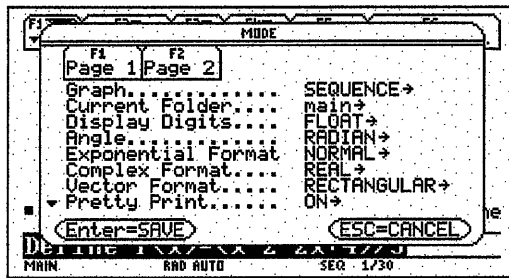 MODE
F1 F2
Page 1 Page 2
Graph............. SEQUENCE→
Current Folder.... main→
Display Digits.... FLOAT→
Angle............. RADIAN→
Exponential Format NORMAL→
Complex Format.... REAL→
Vector Format..... RECTANGULAR→
Pretty Print...... ON→
Enter=SAVE ESC=CANCEL
MAIN RAD AUTO SEQ 1/30